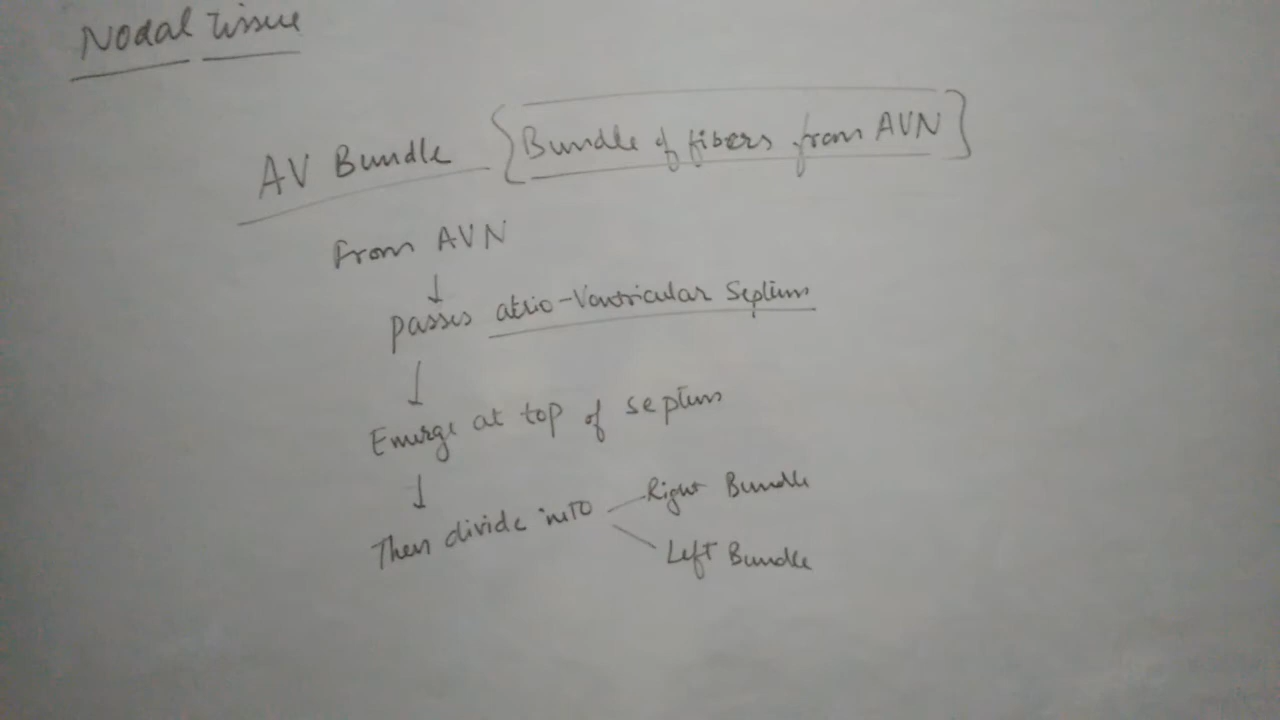 Nodal Tissue
AV Bundle {Bundle of fibers from AVN}
From AVN
↓
passes atrio-Ventricular Septum
↓
Emerge at top of septum
↓
Then divide into Right Bundle
Left Bundle